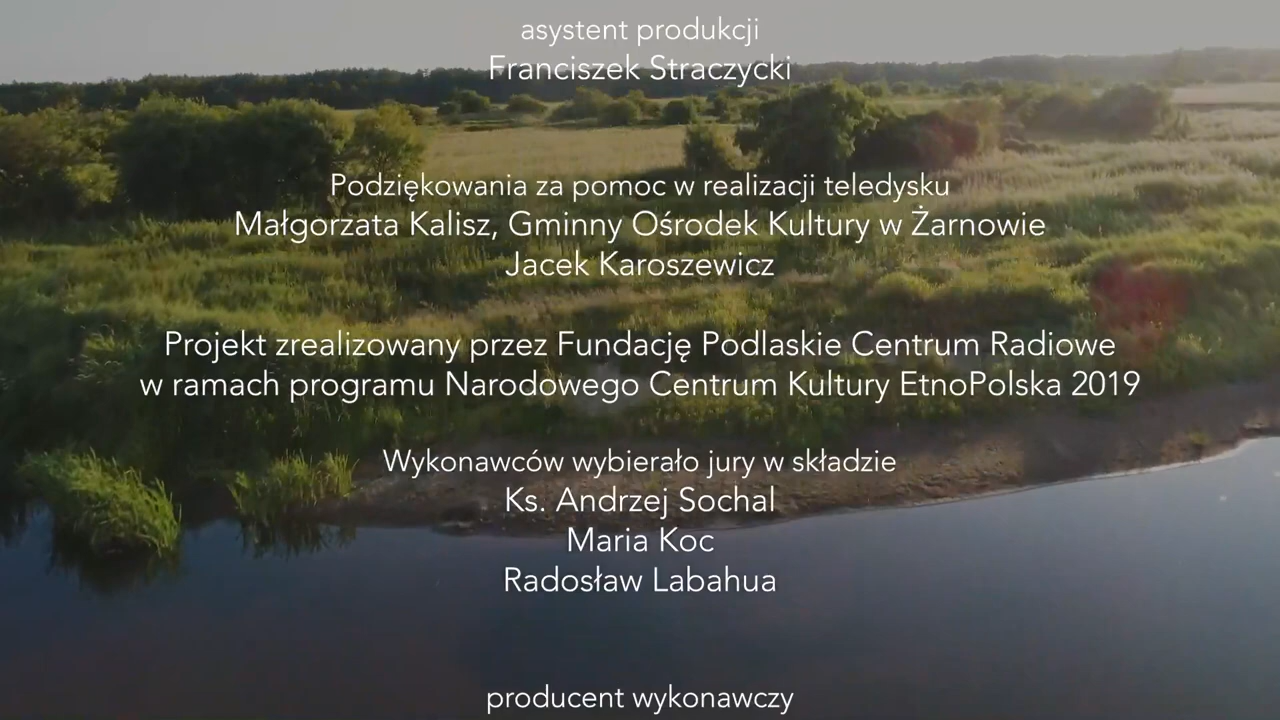 asystent produkcji
Franciszek Straczycki
Podziękowania za pomoc w realizacji teledysku
Małgorzata Kalisz, Gminny Ośrodek Kultury w Żarnowie
Jacek Karoszewicz
Projekt zrealizowany przez Fundację Podlaskie Centrum Radiowe
w ramach programu Narodowego Centrum Kultury EtnoPolska 2019
Wykonawców wybierało jury w składzie
Ks. Andrzej Sochal
Maria Koc
Radosław Labahua
producent wykonawczy